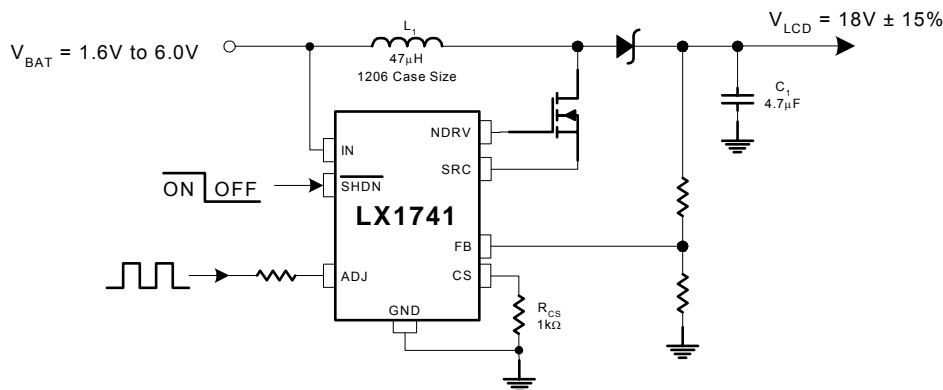 V_BAT = 1.6V to 6.0V
L₁
47µH
1206 Case Size
V_LCD = 18V ± 15%
C₁
4.7µF
NDRV
IN
SRC
ON OFF
SHDN
LX1741
FB
ADJ
CS
GND
R_CS
1kΩ